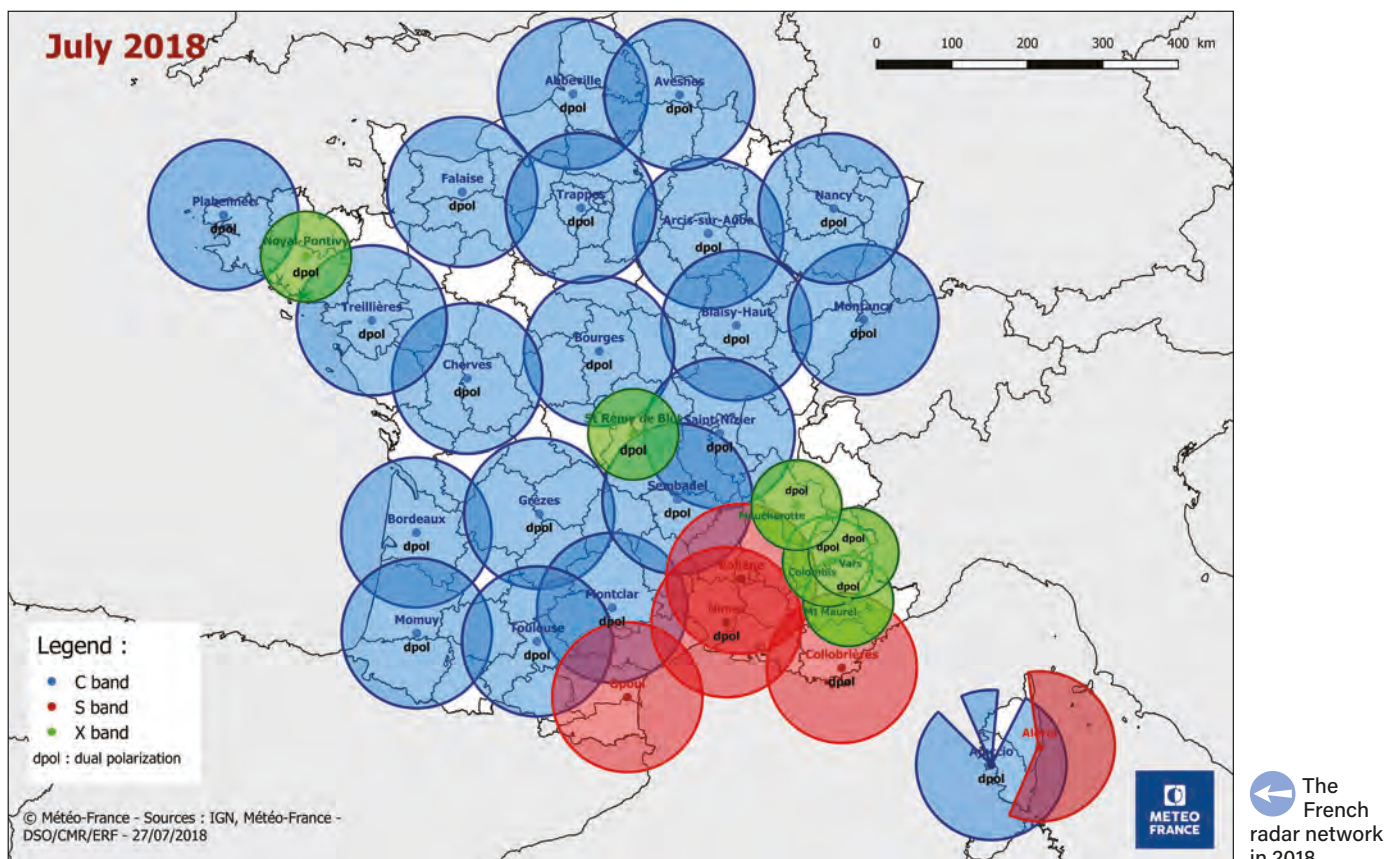 July 2018
0 100 200 300 400 km
Abbeville
dpol
Avesnes
dpol
Plabennec
dpol
Noyal-Pontivy
dpol
Falaise
dpol
Trappes
dpol
Arcis-sur-Aube
dpol
Nancy
dpol
Treillières
dpol
Cherves
dpol
Bourges
dpol
Blaisy-Haut
dpol
Montancy
dpol
St Rémy de Blot
dpol
Saint-Nizier
dpol
Sembadel
dpol
Grèzes
dpol
Bordeaux
dpol
dpol
Moucherotte
dpol
dpol
Colombis
Vars
dpol
Mt Maurel
Bollène
Nîmes
dpol
Montclar
dpol
Momuy
dpol
Toulouse
dpol
Opoul
Collobrières
dpol
Ajaccio
dpol
Aléria
Legend :
C band
S band
X band
dpol : dual polarization
© Météo-France - Sources : IGN, Météo-France -
DSO/CMR/ERF - 27/07/2018
METEO
FRANCE
The
French
radar network
in 2018